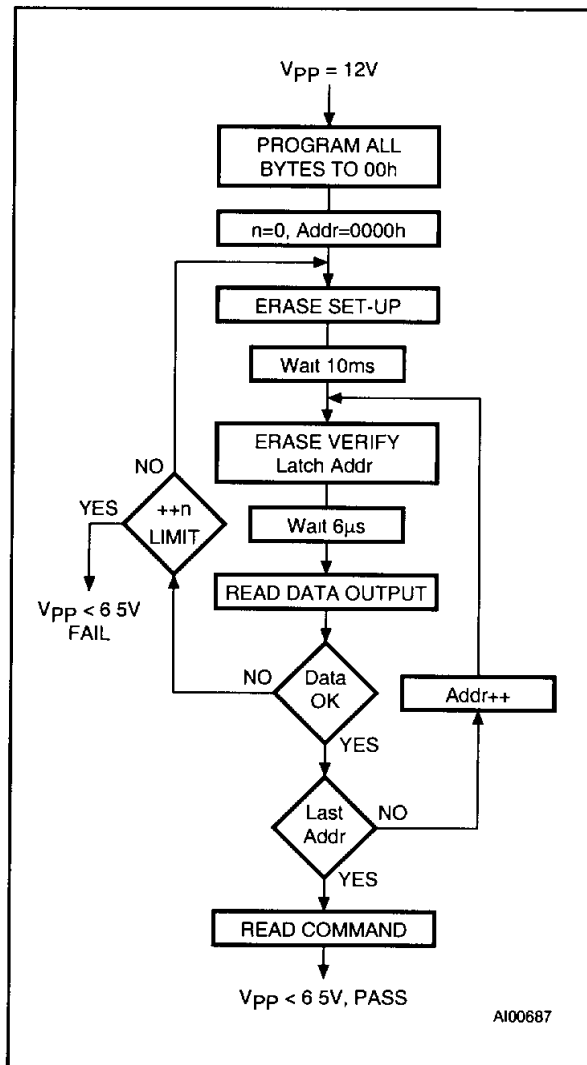 VPP = 12V
PROGRAM ALL
BYTES TO 00h
n=0, Addr=0000h
ERASE SET-UP
Wait 10ms
ERASE VERIFY
Latch Addr
NO
YES
++n
LIMIT
Wait 6µs
VPP < 6 5V
FAIL
READ DATA OUTPUT
NO
Data
OK
Addr++
YES
Last
Addr
NO
YES
READ COMMAND
VPP < 6 5V, PASS
AI00687